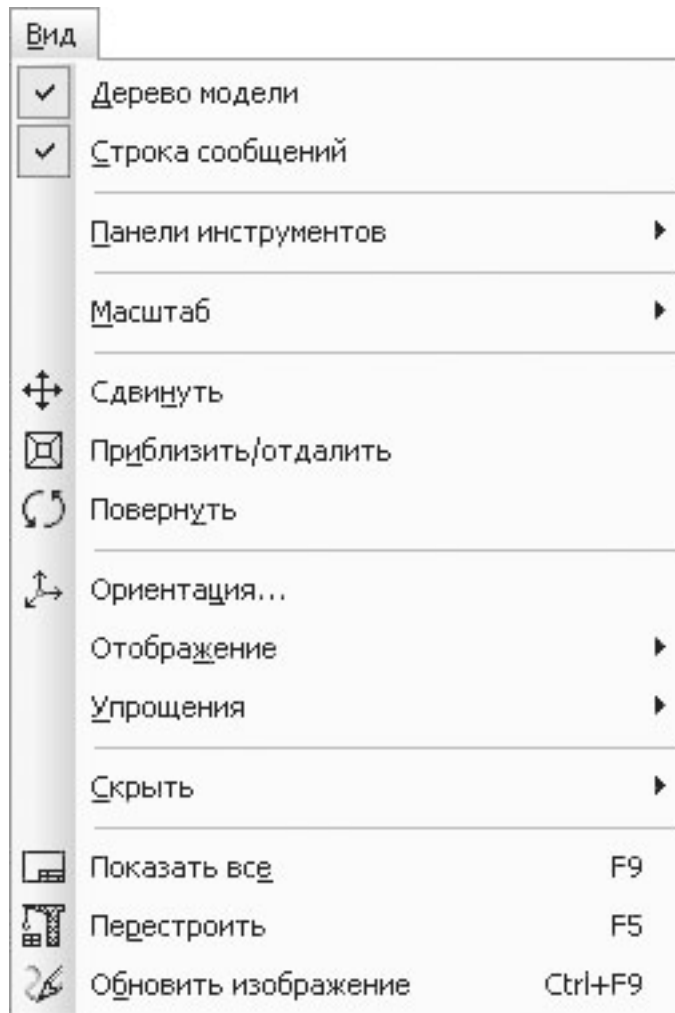 Вид
Дерево модели
Строка сообщений
Панели инструментов
Масштаб
Сдвинуть
Приблизить/отдалить
Повернуть
Ориентация...
Отображение
Упрощения
Скрыть
Показать все F9
Перестроить F5
Обновить изображение Ctrl+F9